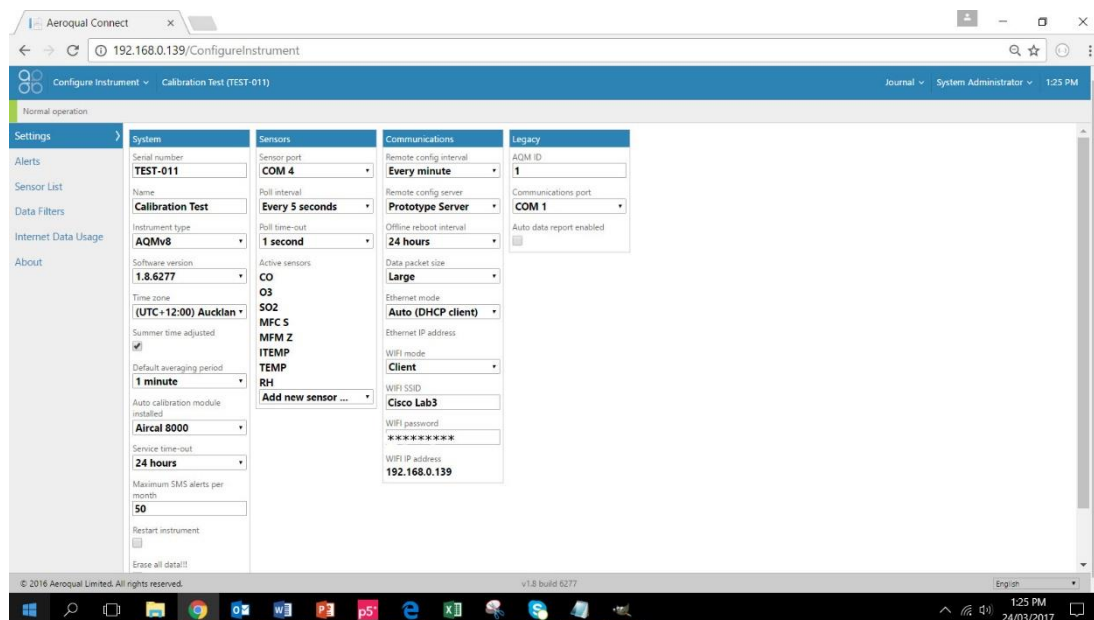 Aeroqual Connect
192.168.0.139/ConfigureInstrument
Configure Instrument
Calibration Test (TEST-011)
Journal
System Administrator
1:25 PM
Normal operation
Settings
Alerts
Sensor List
Data Filters
Internet Data Usage
About
System
Serial number
TEST-011
Name
Calibration Test
Instrument type
AQMv8
Software version
1.8.6277
Time zone
(UTC+12:00) Aucklan
Summer time adjusted
Default averaging period
1 minute
Auto calibration module
installed
Aircal 8000
Service time-out
24 hours
Maximum SMS alerts per
month
50
Restart instrument
Erase all data!!!
Sensors
Sensor port
COM 4
Poll interval
Every 5 seconds
Poll time-out
1 second
Active sensors
CO
O3
SO2
MFC S
MFM Z
ITEMP
TEMP
RH
Add new sensor ...
Communications
Remote config interval
Every minute
Remote config server
Prototype Server
Offline reboot interval
24 hours
Data packet size
Large
Ethernet mode
Auto (DHCP client)
Ethernet IP address
WIFI mode
Client
WIFI SSID
Cisco Lab3
WIFI password
*********
WIFI IP address
192.168.0.139
Legacy
AQM ID
1
Communications port
COM 1
Auto data report enabled
© 2016 Aeroqual Limited. All rights reserved.
v1.8 build 6277
English
p5*
1:25 PM
24/03/2017